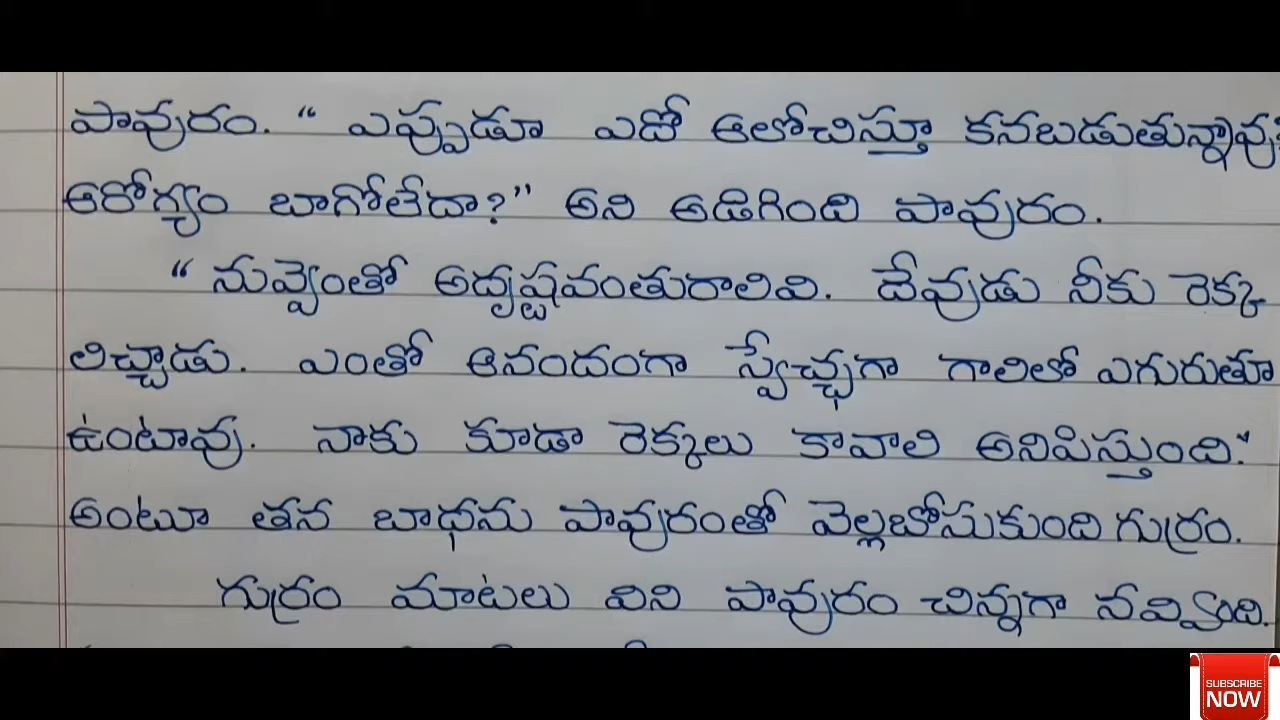 పావురం. “ ఎప్పుడూ ఎదో ఆలోచిస్తూ కనబడుతున్నావు
ఆరోగ్యం బాగోలేదా?” అని అడిగింది పావురం.
“ నువ్వెంతో అదృష్టవంతురాలివి. దేవుడు నీకు రెక్క
లిచ్చాడు. ఎంతో ఆనందంగా స్వేచ్ఛగా గాలిలో ఎగురుతూ
ఉంటావు. నాకు కూడా రెక్కలు కావాలి అనిపిస్తుంది.”
అంటూ తన బాధను పావురంతో వెల్లబోసుకుంది గుర్రం.
గుర్రం మాటలు విని పావురం చిన్నగా నవ్వింది.
SUBSCRIBE
NOW